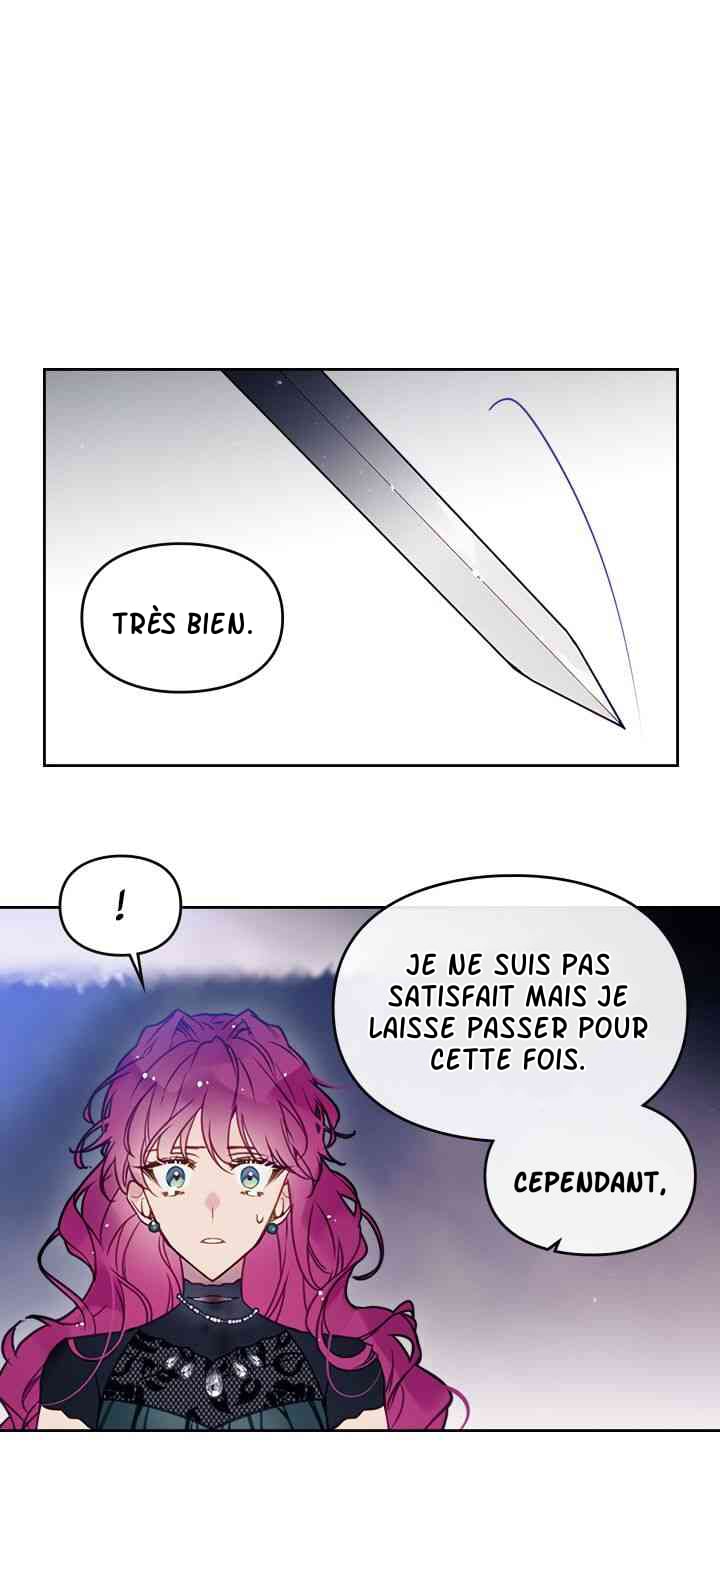 TRÈS BIEN.
!
JE NE SUIS PAS
SATISFAIT MAIS JE
LAISSE PASSER POUR
CETTE FOIS.
CEPENDANT,